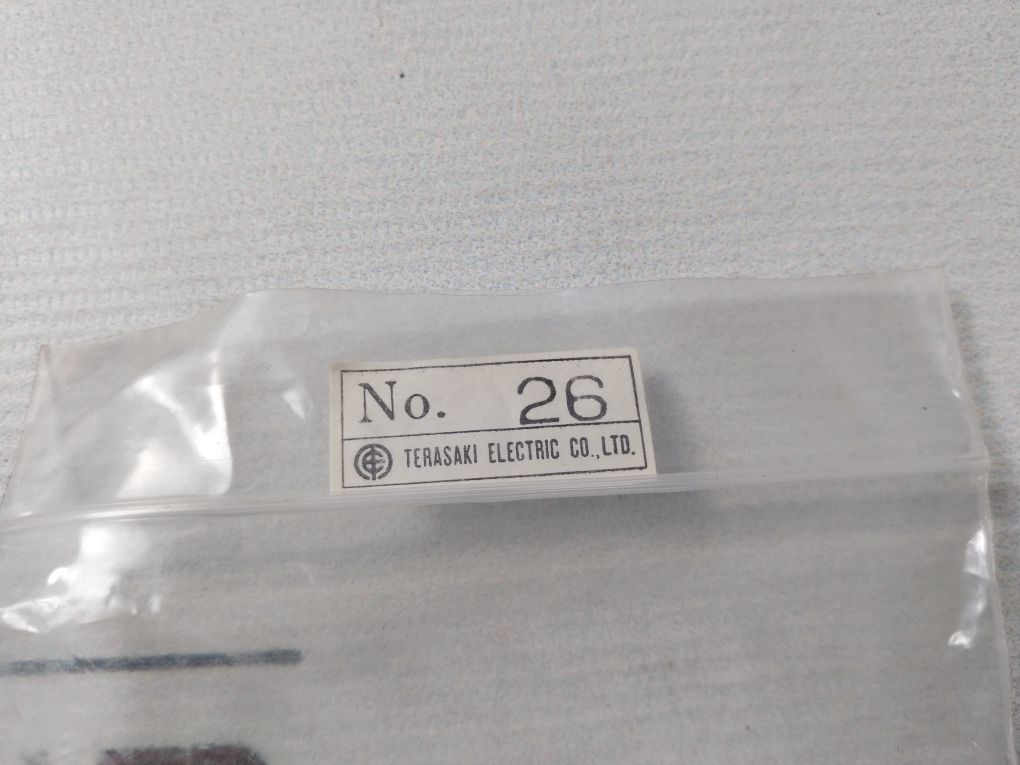 No. 26
TERASAKI ELECTRIC CO.,LTD.